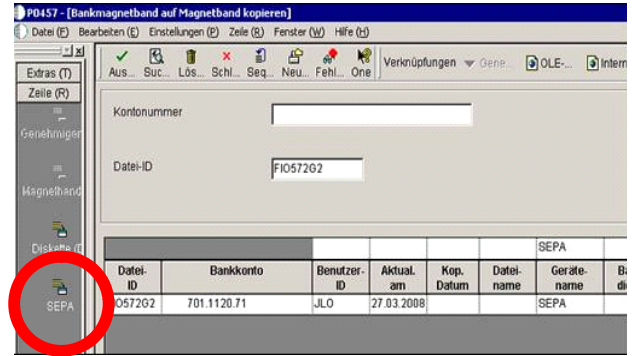 P0457 - [Bankmagnetband auf Magnetband kopieren]
Datei (F) Bearbeiten (E) Einstellungen (P) Zeile (R) Fenster (W) Hilfe (H)
Aus... Suc... Lös... Schl... Seq... Neu... Fehl... One Verknüpfungen Gene... OLE-... Intern
Extras (T)
Zeile (R)
Genehmigen
Magnetband
Diskette (D
SEPA
Kontonummer
Datei-ID FIO572G2
SEPA
Datei-ID Bankkonto Benutzer-ID Aktual. am Kop. Datum Datei-name Geräte-name
IO572G2 701.1120.71 JLO 27.03.2008 SEPA